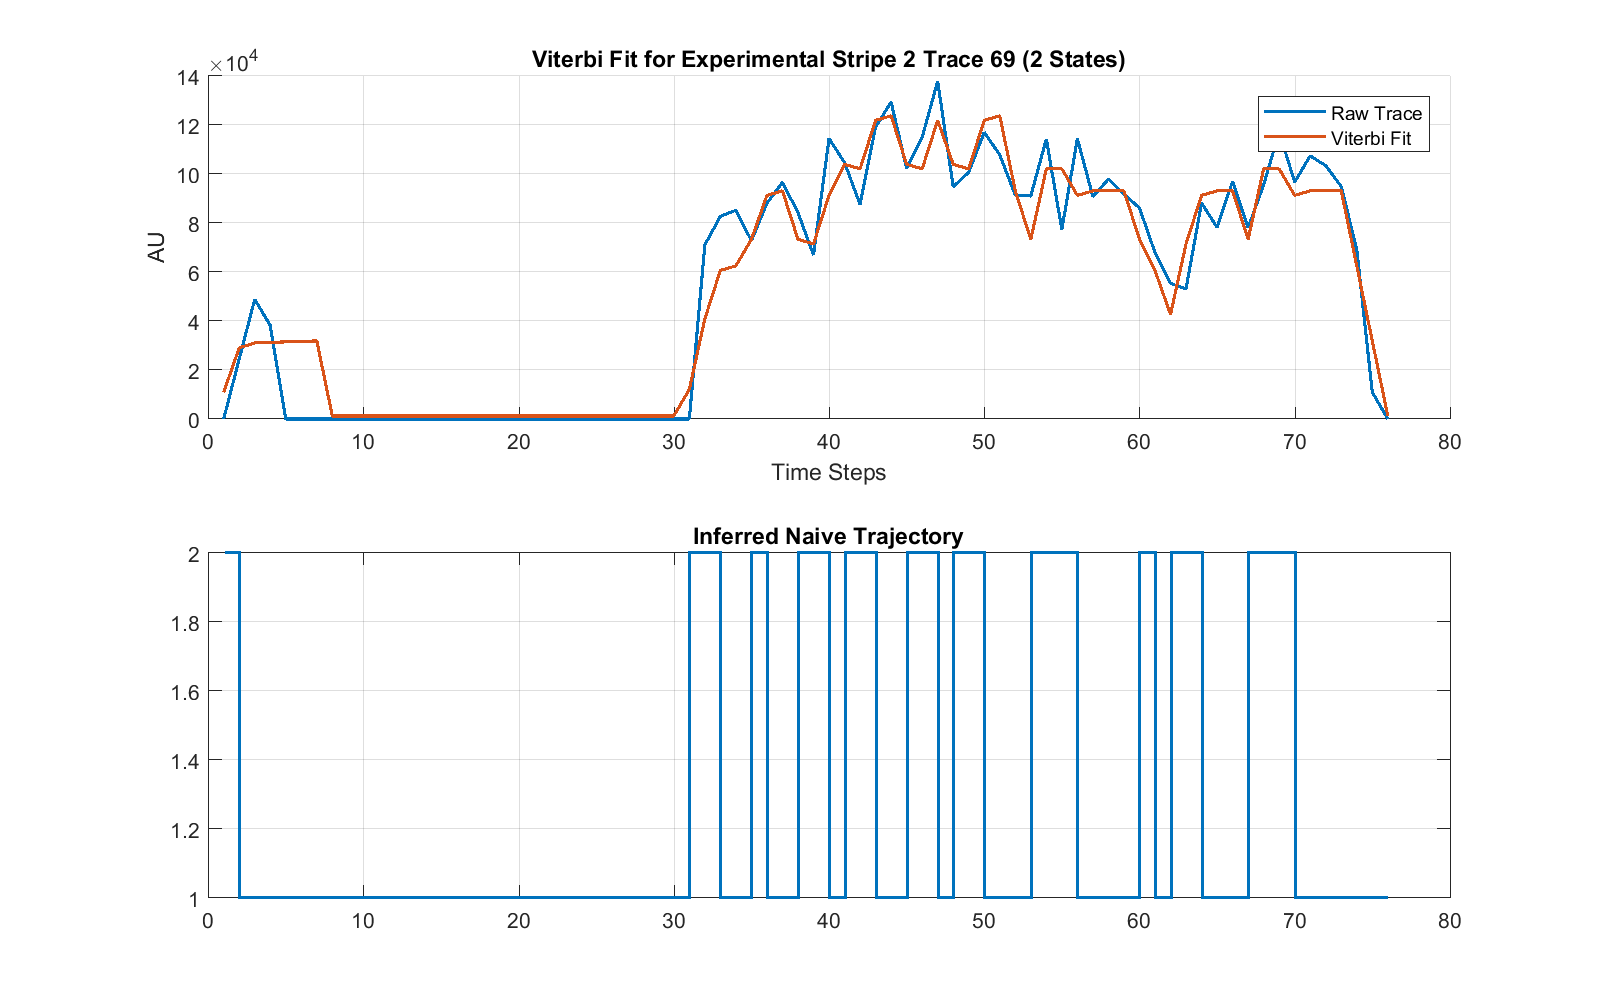 Viterbi Fit for Experimental Stripe 2 Trace 69 (2 States)
×10^4
14
12
10
8
6
4
2
0
AU
Raw Trace
Viterbi Fit
0 10 20 30 40 50 60 70 80
Time Steps
Inferred Naive Trajectory
2
1.8
1.6
1.4
1.2
1
0 10 20 30 40 50 60 70 80